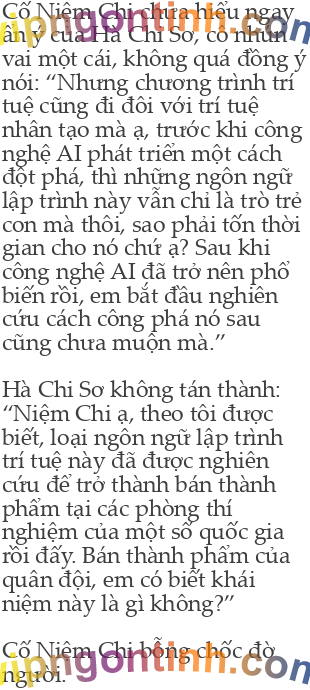 Cố Niệm Chi chưa hiểu ngay
ẩn ý của Hà Chi Sơ, cô nhún
vai một cái, không quá đồng ý
nói: “Nhưng chương trình trí
tuệ cũng đi đôi với trí tuệ
nhân tạo mà ạ, trước khi công
nghệ AI phát triển một cách
đột phá, thì những ngôn ngữ
lập trình này vẫn chỉ là trò trẻ
con mà thôi, sao phải tốn thời
gian cho nó chứ ạ? Sau khi
công nghệ AI đã trở nên phổ
biến rồi, em bắt đầu nghiên
cứu cách công phá nó sau
cũng chưa muộn mà.”
Hà Chi Sơ không tán thành:
“Niệm Chi ạ, theo tôi được
biết, loại ngôn ngữ lập trình
trí tuệ này đã được nghiên
cứu để trở thành bán thành
phẩm tại các phòng thí
nghiệm của một số quốc gia
rồi đấy. Bán thành phẩm của
quân đội, em có biết khái
niệm này là gì không?”
Cố Niệm Chi bỗng chốc đờ
người.
vipngontinh.com
vipngontinh.com